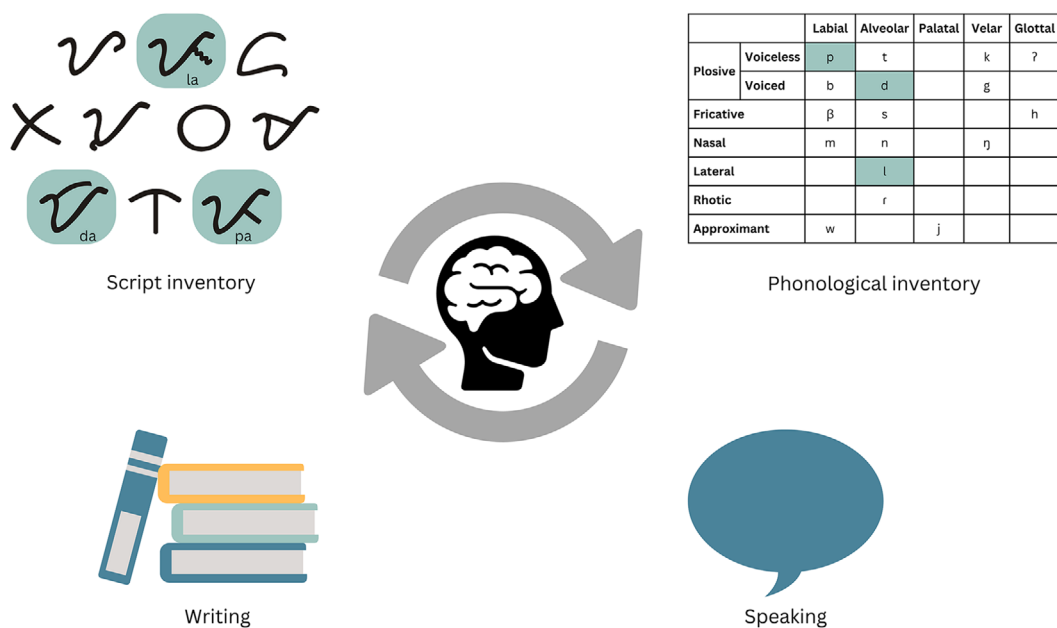 la
da
pa
Script inventory
Labial Alveolar Palatal Velar Glottal
Plosive Voiceless p t k ʔ
Voiced b d g
Fricative β s h
Nasal m n ŋ
Lateral l
Rhotic ɾ
Approximant w j
Phonological inventory
Writing
Speaking